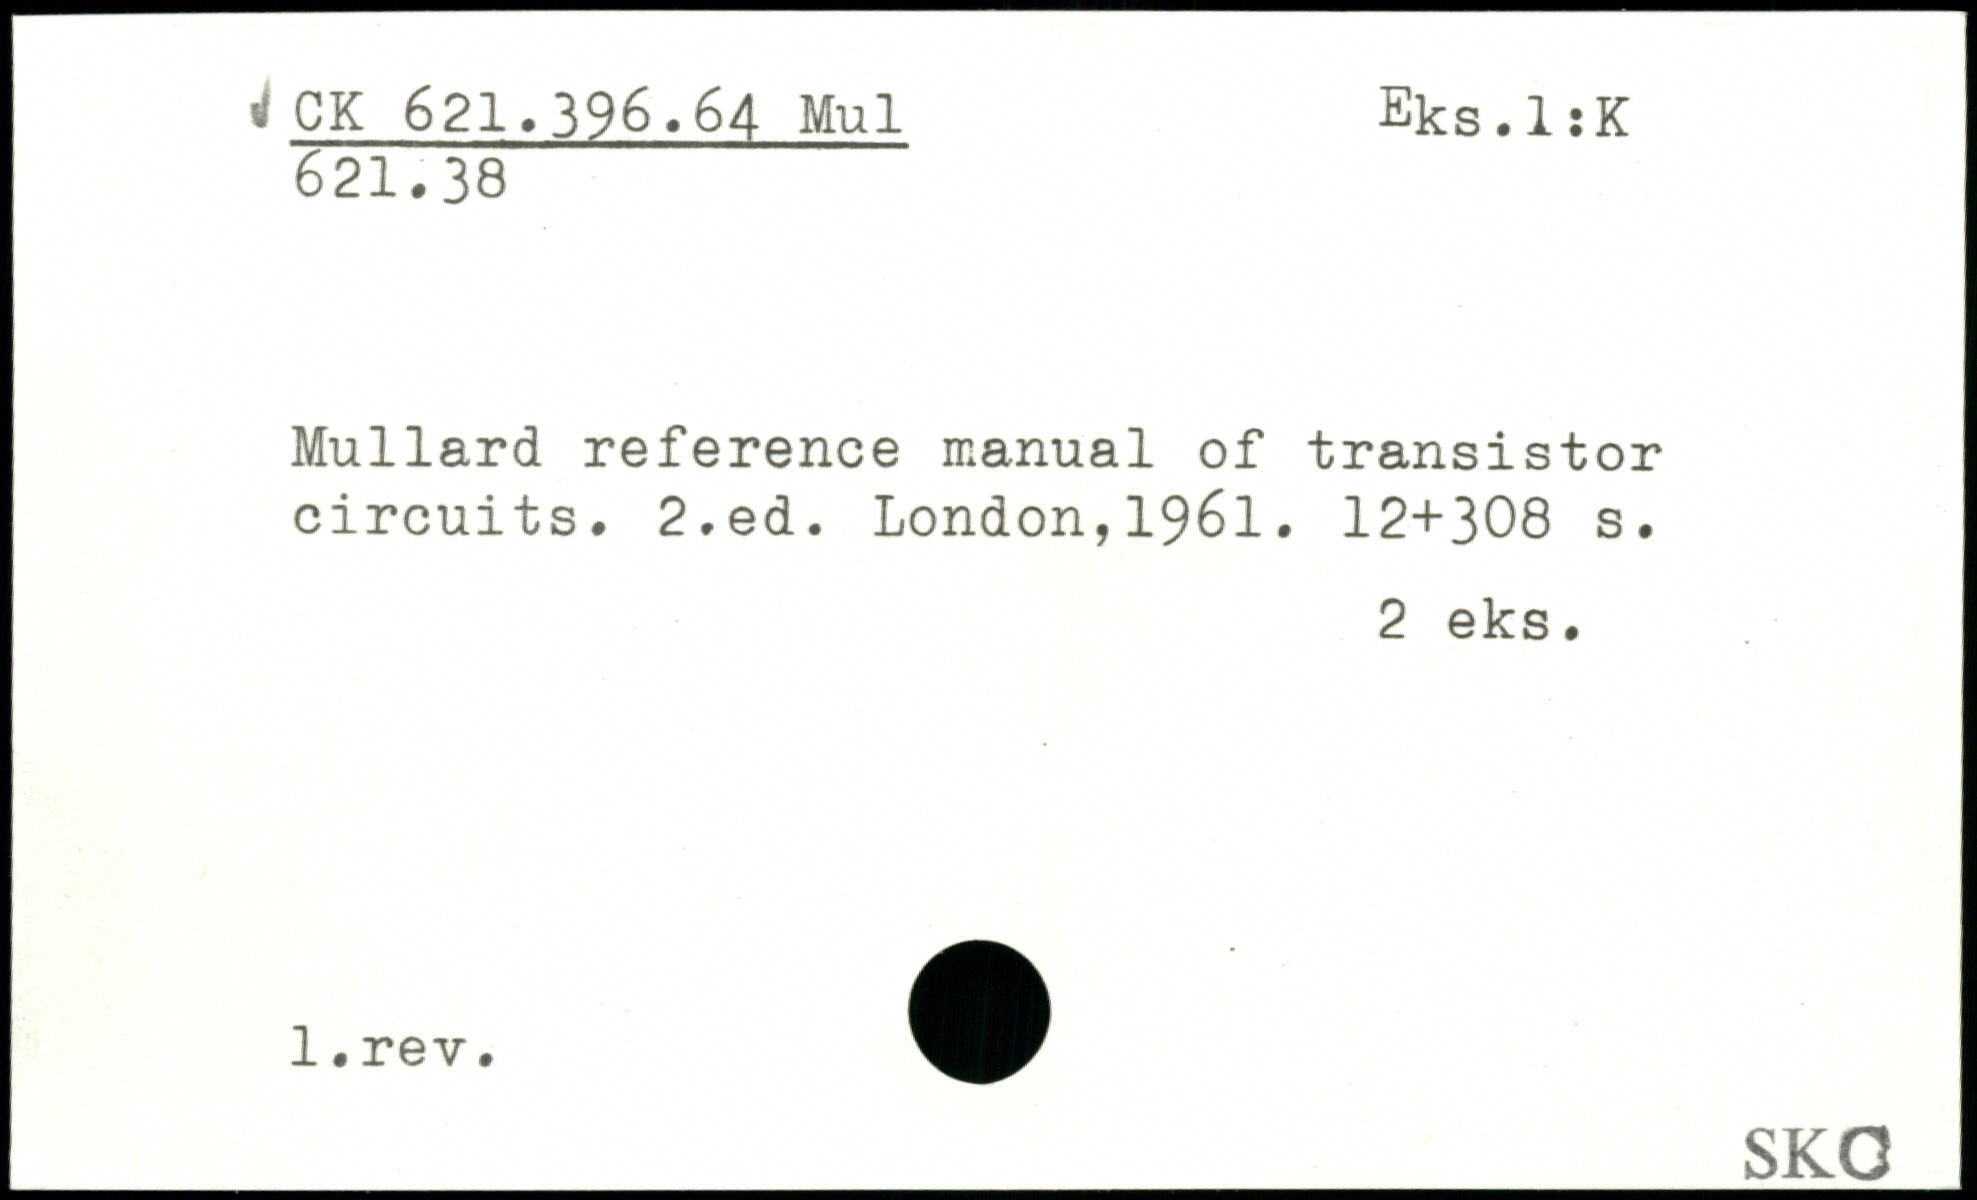 CK 621.396.64 Mul
Eks.1:K
621.38
Mullard reference manual of transistor
circuits. 2.ed. London,1961. 12+308 s.
2 eks.
1.rev.
SKC